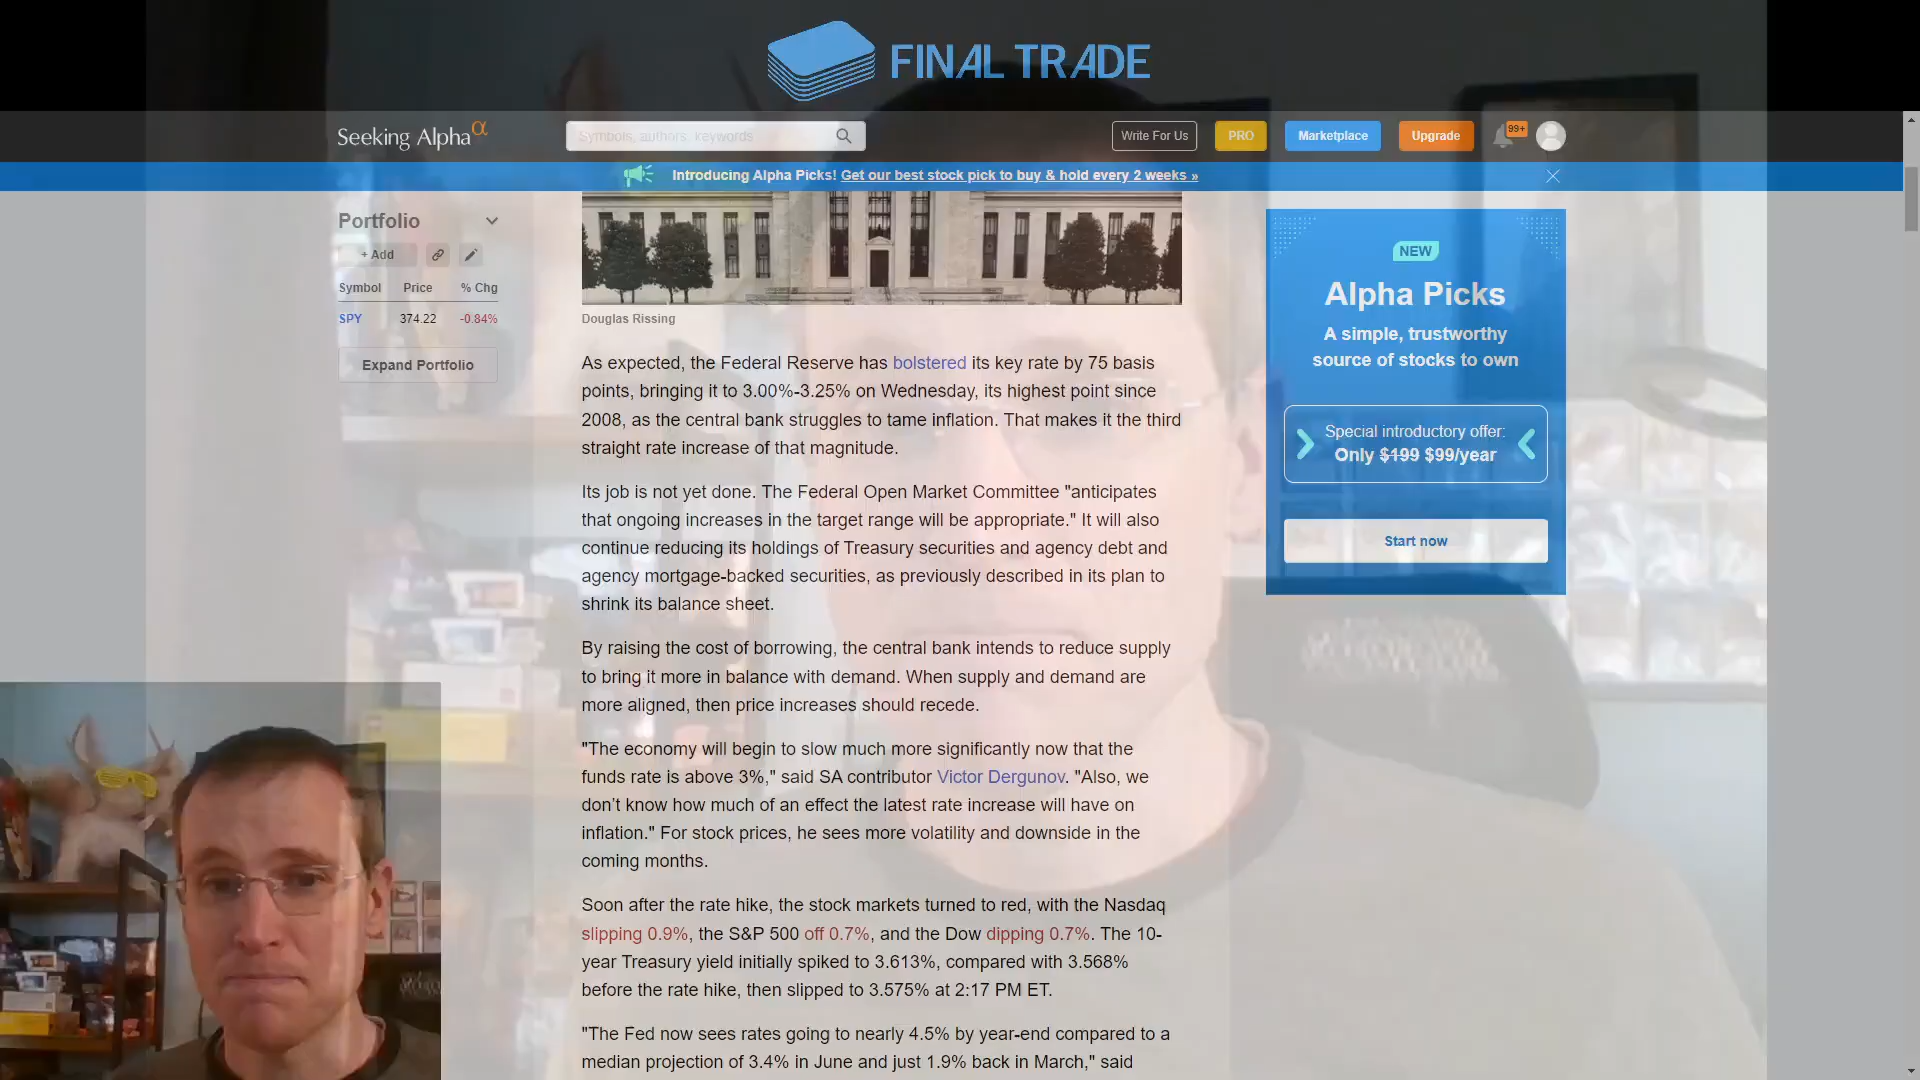 FINAL TRADE
Seeking Alpha α
Symbols, authors, keywords
Write For Us
PRO
Marketplace
Upgrade
99+
Introducing Alpha Picks! Get our best stock pick to buy & hold every 2 weeks »
Portfolio
+ Add
Symbol Price % Chg
SPY 374.22 -0.84%
Expand Portfolio
Douglas Rissing
As expected, the Federal Reserve has bolstered its key rate by 75 basis
points, bringing it to 3.00%-3.25% on Wednesday, its highest point since
2008, as the central bank struggles to tame inflation. That makes it the third
straight rate increase of that magnitude.
Its job is not yet done. The Federal Open Market Committee "anticipates
that ongoing increases in the target range will be appropriate." It will also
continue reducing its holdings of Treasury securities and agency debt and
agency mortgage-backed securities, as previously described in its plan to
shrink its balance sheet.
By raising the cost of borrowing, the central bank intends to reduce supply
to bring it more in balance with demand. When supply and demand are
more aligned, then price increases should recede.
"The economy will begin to slow much more significantly now that the
funds rate is above 3%," said SA contributor Victor Dergunov. "Also, we
don't know how much of an effect the latest rate increase will have on
inflation." For stock prices, he sees more volatility and downside in the
coming months.
Soon after the rate hike, the stock markets turned to red, with the Nasdaq
slipping 0.9%, the S&P 500 off 0.7%, and the Dow dipping 0.7%. The 10-
year Treasury yield initially spiked to 3.613%, compared with 3.568%
before the rate hike, then slipped to 3.575% at 2:17 PM ET.
"The Fed now sees rates going to nearly 4.5% by year-end compared to a
median projection of 3.4% in June and just 1.9% back in March," said
NEW
Alpha Picks
A simple, trustworthy
source of stocks to own
Special introductory offer:
Only $199 $99/year
Start now